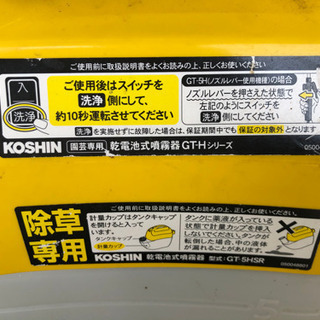 ご使用前に取扱説明書をよくお読みの上、正しくお使いください。
入
洗浄
ご使用後はスイッチを
洗浄側にして、
約10秒運転させてください
GT-5H(ノズルレバー使用機種)の場合
ノズルレバーを押さえた状態で
左記のようにスイッチを
洗浄側にしてください
洗浄を実施せずに故障した場合は、保証期間中でも保証の対象外となります。
KOSHIN 園芸専用 乾電池式噴霧器 GT-Hシリーズ
ご使用前に取扱説明書をよくお読みの上、正しくお使いください。
除草
専用
計量カップはタンクキャップ
を開けると入って
います。
タンクキャップ
計量カップ
タンクに薬液が入っている
状態で計量カップを挿入
しないでください。タンクが
転倒した場合、中の液体
が漏れることがあります。
KOSHIN 乾電池式噴霧器 型式:GT-5HSR